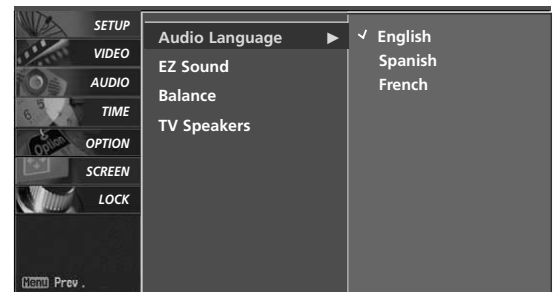 SETUP
VIDEO
AUDIO
TIME
OPTION
SCREEN
LOCK
Menu Prev.
Audio Language ▶
EZ Sound
Balance
TV Speakers
✓ English
Spanish
French
Option